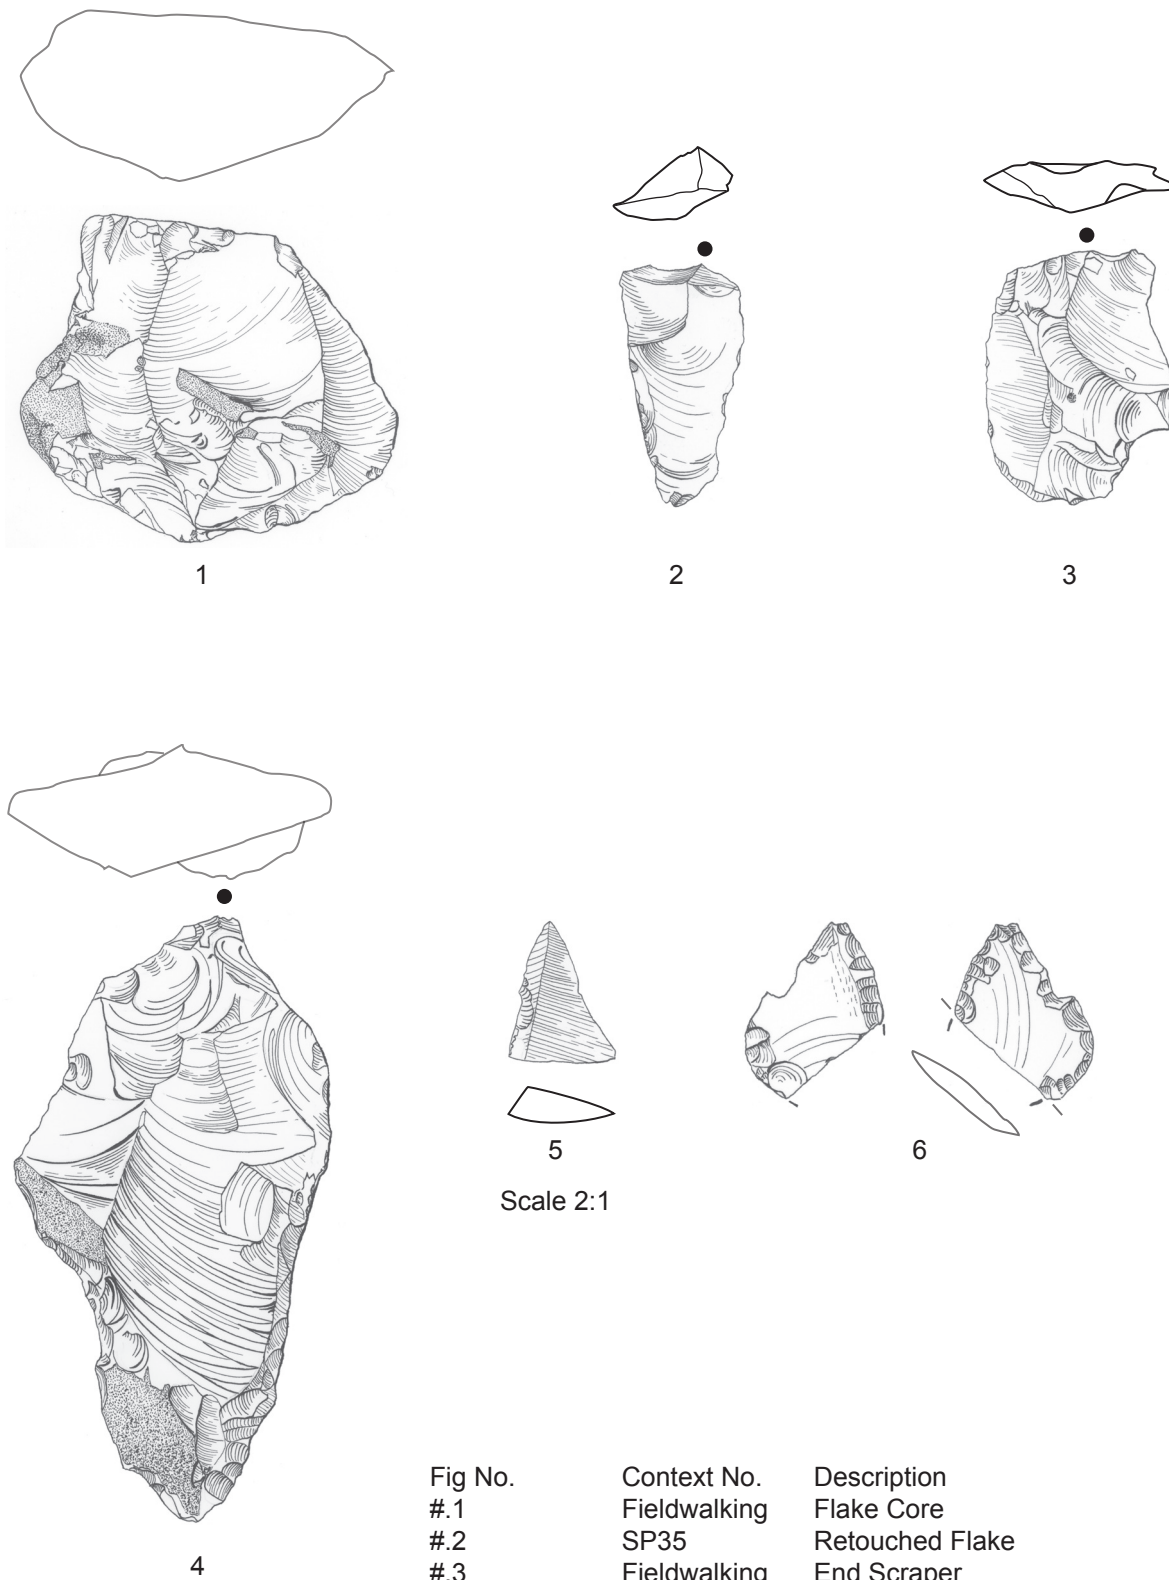 1
2
3
4
5
Scale 2:1
6
Fig No. Context No. Description
#.1 Fieldwalking Flake Core
#.2 SP35 Retouched Flake
#.3 Fieldwalking End Scraper